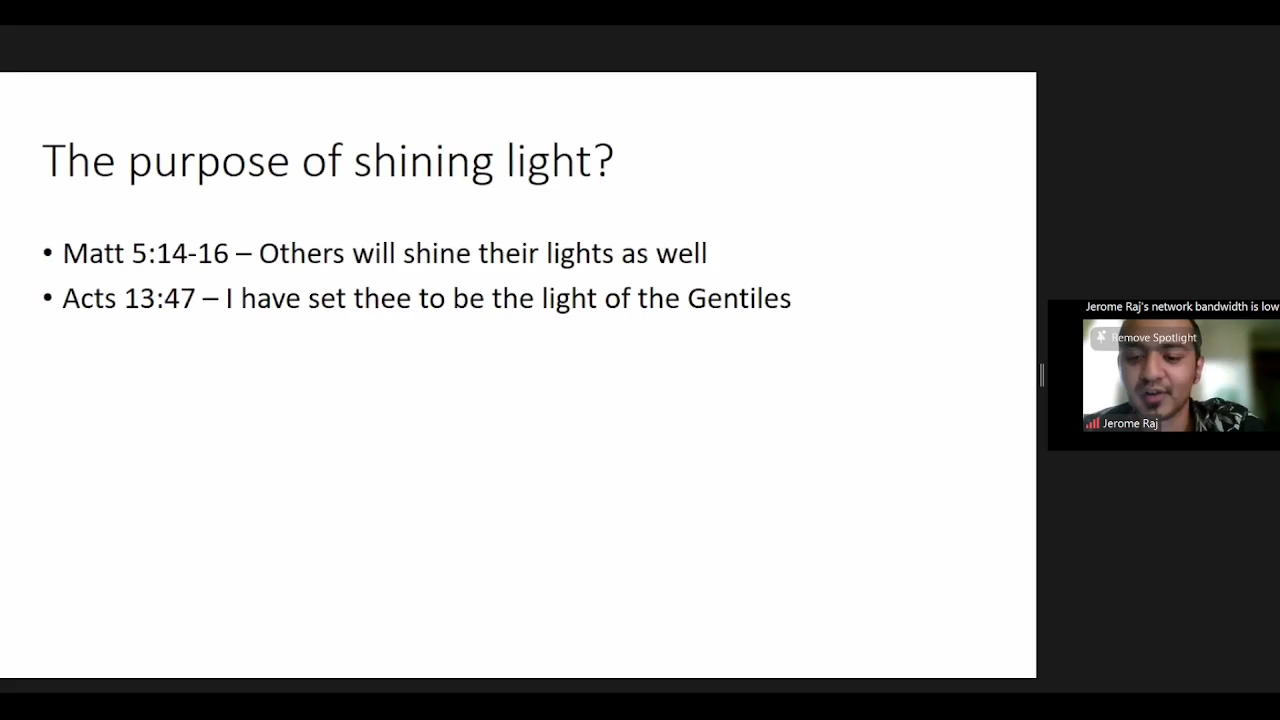 The purpose of shining light?
• Matt 5:14-16 – Others will shine their lights as well
• Acts 13:47 – I have set thee to be the light of the Gentiles
Jerome Raj's network bandwidth is low
Remove Spotlight
Jerome Raj